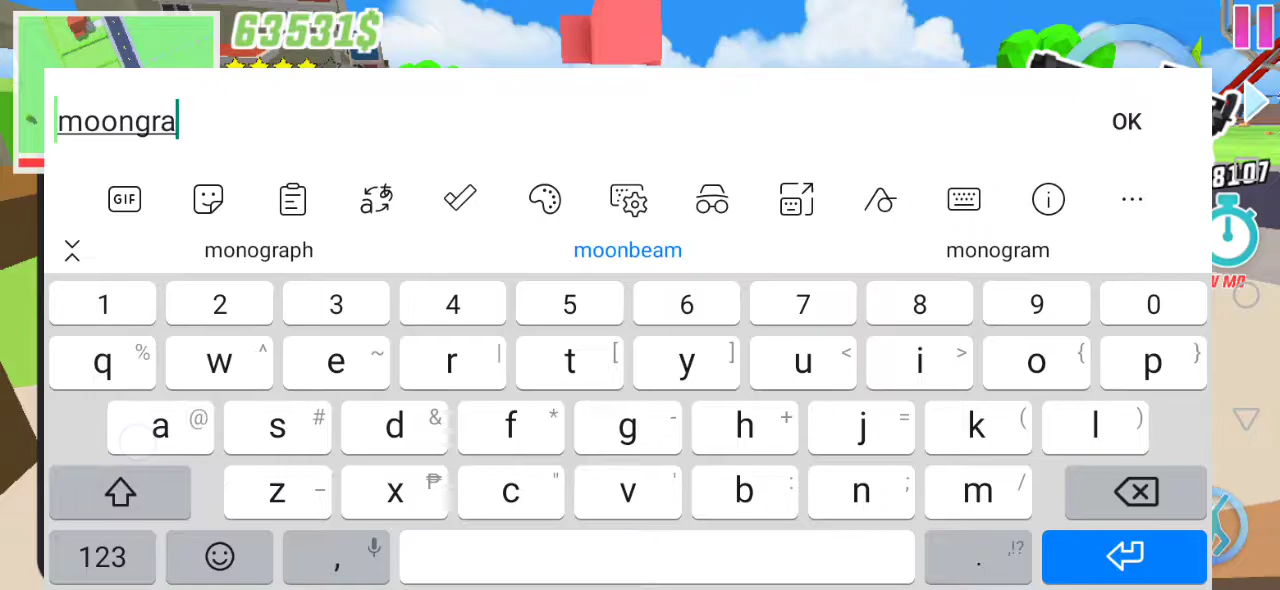 63531$
moongra
OK
GIF
monograph moonbeam monogram
8107
1 2 3 4 5 6 7 8 9 0
q % w ^ e ~ r | t [ y ] u < i > o { p }
a @ s # d & f * g - h + j = k ( l )
z _ x ₱ c " v ' b : n ; m /
123 , . ,!?